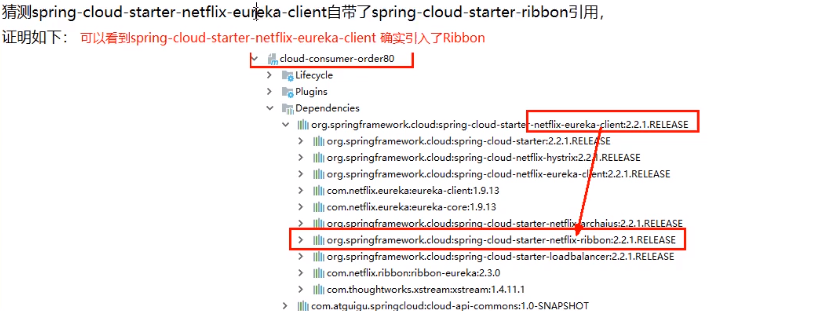 猜测spring-cloud-starter-netflix-eureka-client自带了spring-cloud-starter-ribbon引用，
证明如下： 可以看到spring-cloud-starter-netflix-eureka-client 确实引入了Ribbon
cloud-consumer-order80
Lifecycle
Plugins
Dependencies
org.springframework.cloud:spring-cloud-starter-netflix-eureka-client:2.2.1.RELEASE
org.springframework.cloud:spring-cloud-starter:2.2.1.RELEASE
org.springframework.cloud:spring-cloud-netflix-hystrix:2.2.1.RELEASE
org.springframework.cloud:spring-cloud-netflix-eureka-client:2.2.1.RELEASE
com.netflix.eureka:eureka-client:1.9.13
com.netflix.eureka:eureka-core:1.9.13
org.springframework.cloud:spring-cloud-starter-netflix-archaius:2.2.1.RELEASE
org.springframework.cloud:spring-cloud-starter-netflix-ribbon:2.2.1.RELEASE
org.springframework.cloud:spring-cloud-starter-loadbalancer:2.2.1.RELEASE
com.netflix.ribbon:ribbon-eureka:2.3.0
com.thoughtworks.xstream:xstream:1.4.11.1
com.atguigu.springcloud:cloud-api-commons:1.0-SNAPSHOT